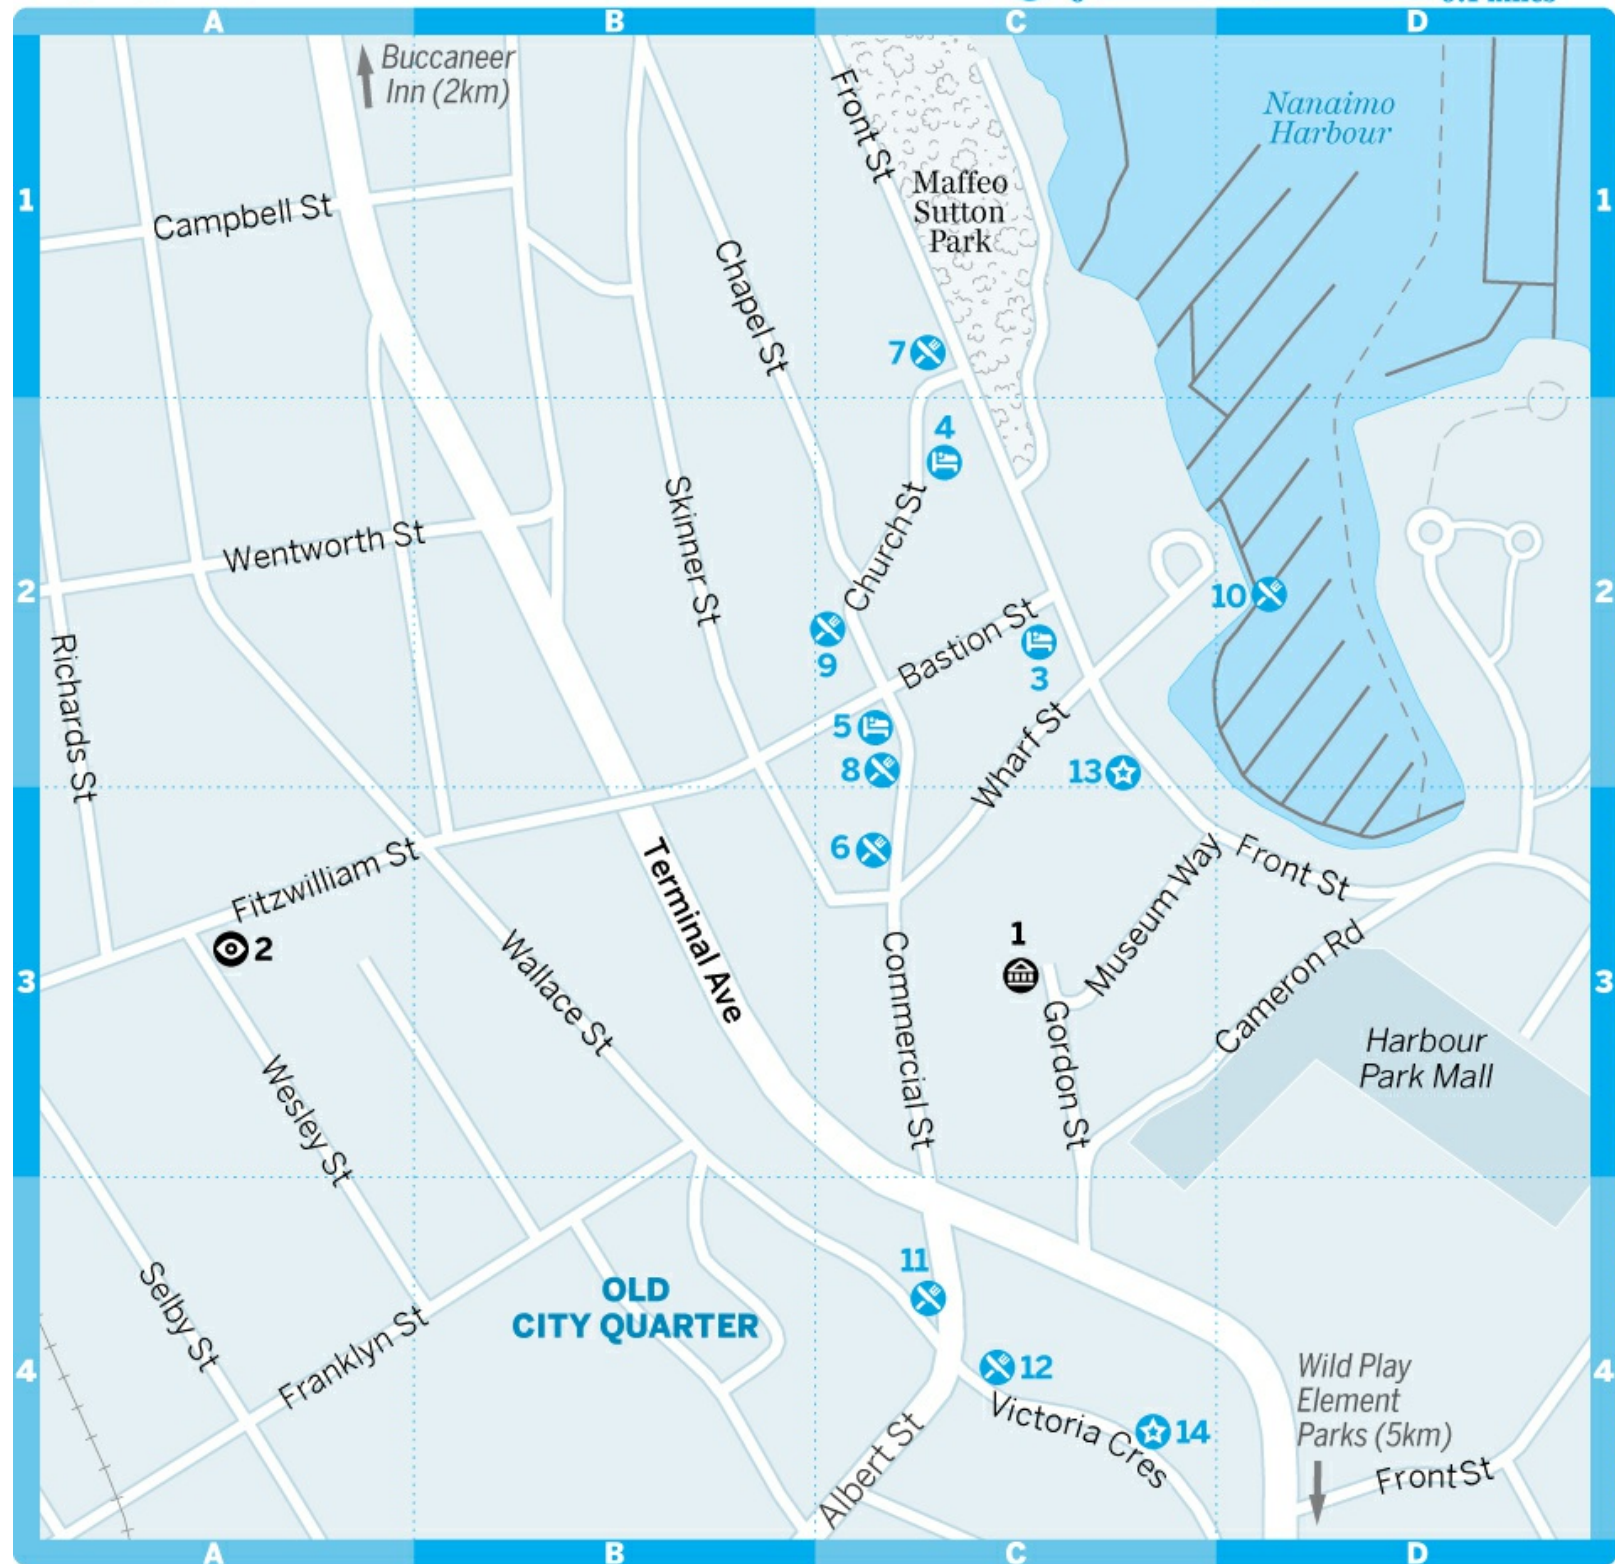 A
B
C
D
Buccaneer
Inn (2km)
Front St
Nanaimo
Harbour
Maffeo
Sutton
Park
1
1
Campbell St
Chapel St
7
4
Skinner St
Church St
Wentworth St
2
2
10
9
Bastion St
3
Richards St
5
8
Wharf St
13
6
Terminal Ave
Fitzwilliam St
Front St
Museum Way
2
1
Wallace St
Commercial St
Cameron Rd
3
3
Gordon St
Harbour
Park Mall
Wesley St
11
OLD
CITY QUARTER
Selby St
Franklyn St
4
4
12
Wild Play
Element
Parks (5km)
Victoria Cres
14
Albert St
Front St
A
B
C
D